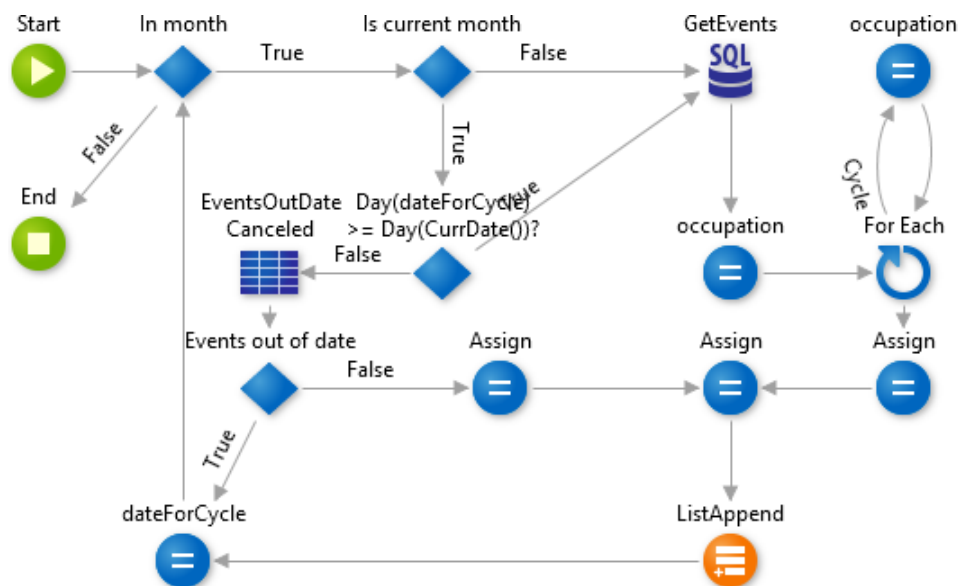 Start
In month
Is current month
GetEvents
occupation
True
False
SQL
False
True
Cycle
End
EventsOutDate
Canceled
Day(dateForCycle)
>= Day(CurrDate())?
True
False
occupation
For Each
Events out of date
Assign
Assign
Assign
False
True
dateForCycle
ListAppend